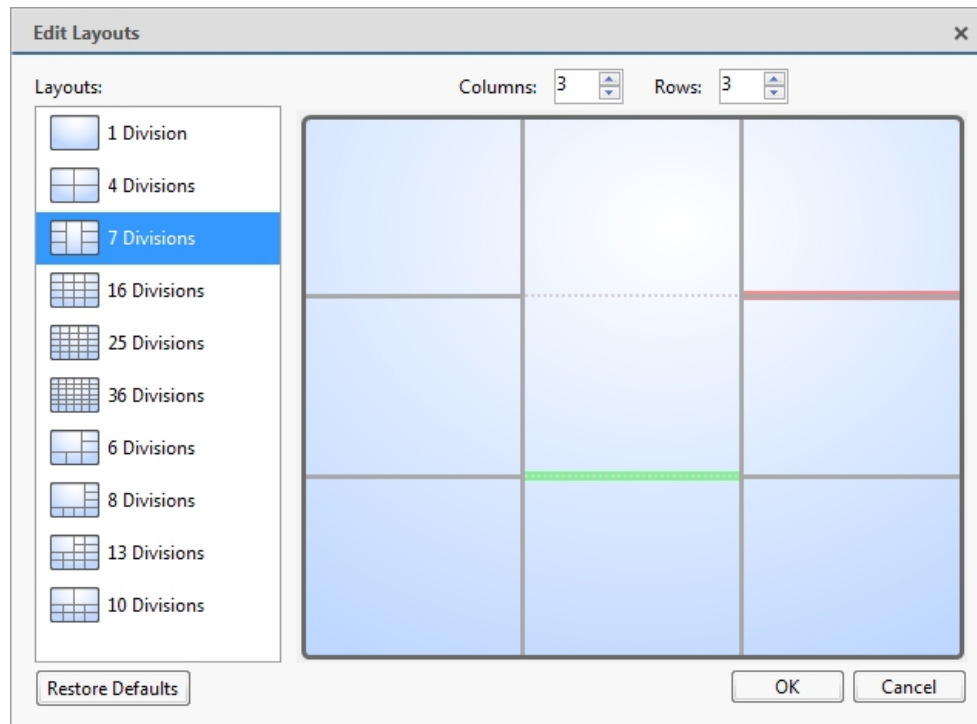 Edit Layouts
Layouts:
Columns: 3 Rows: 3
1 Division
4 Divisions
7 Divisions
16 Divisions
25 Divisions
36 Divisions
6 Divisions
8 Divisions
13 Divisions
10 Divisions
Restore Defaults
OK Cancel